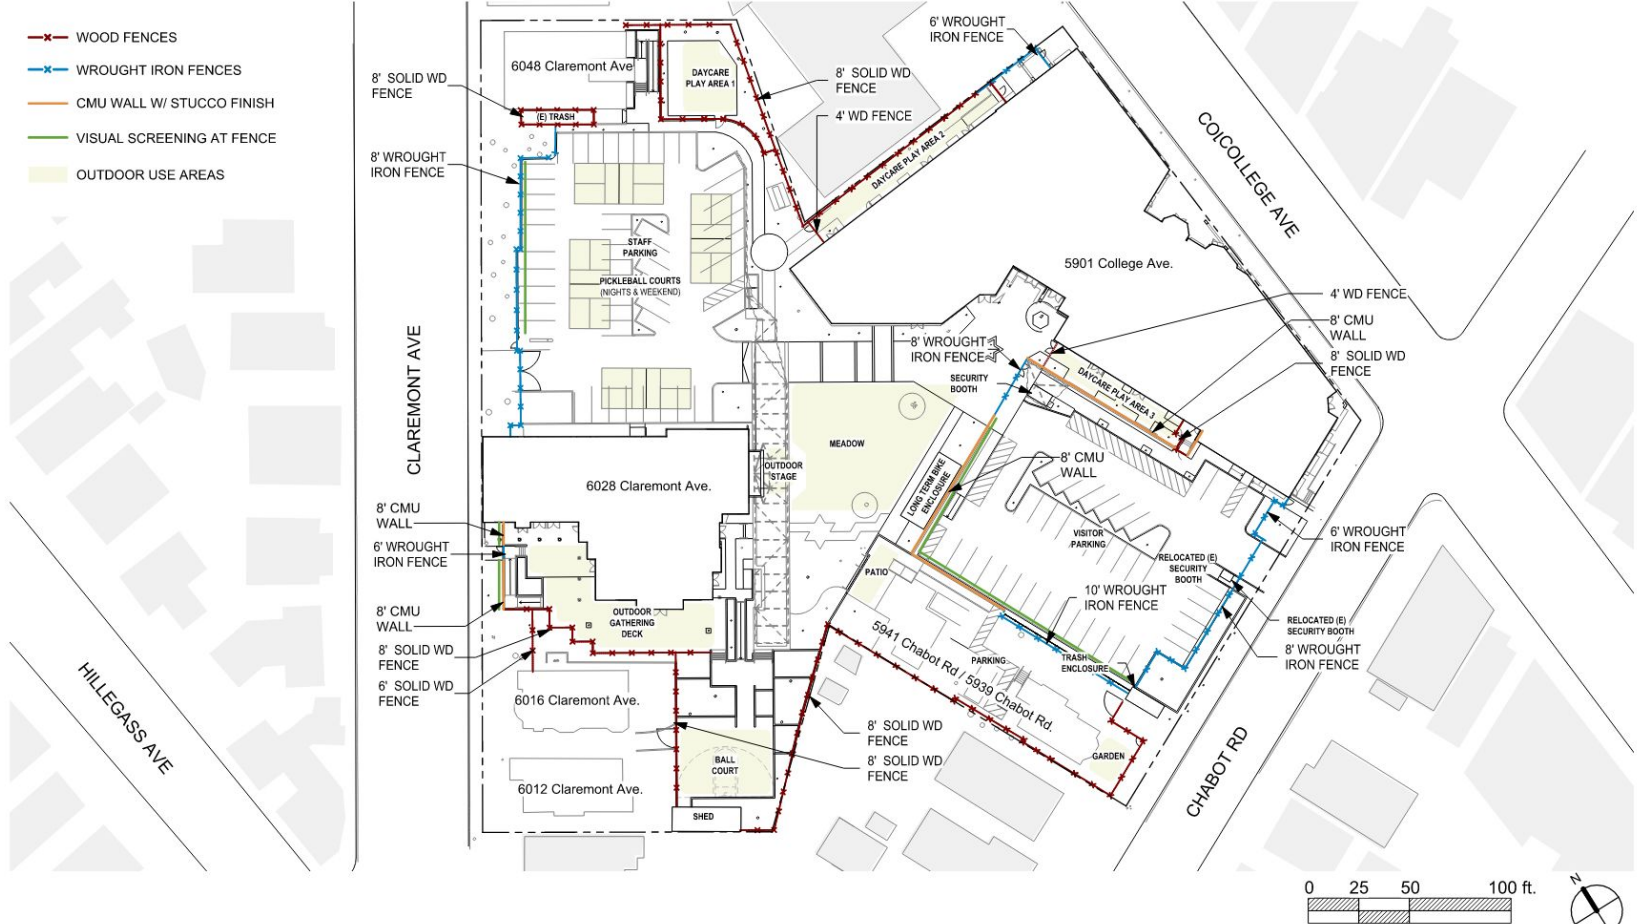 WOOD FENCES
WROUGHT IRON FENCES
CMU WALL W/ STUCCO FINISH
VISUAL SCREENING AT FENCE
OUTDOOR USE AREAS
6048 Claremont Ave
8' SOLID WD
FENCE
(E) TRASH
DAYCARE
PLAY AREA 1
8' SOLID WD
FENCE
4' WD FENCE
6' WROUGHT
IRON FENCE
DAYCARE PLAY AREA 2
COlCOLLEGE AVE
8' WROUGHT
IRON FENCE
STAFF
PARKING
PICKLEBALL COURTS
(NIGHTS & WEEKEND)
5901 College Ave.
4' WD FENCE
8' CMU
WALL
8' SOLID WD
FENCE
8' WROUGHT
IRON FENCE
SECURITY
BOOTH
DAYCARE PLAY AREA 3
CLAREMONT AVE
MEADOW
OUTDOOR
STAGE
6028 Claremont Ave.
LONG TERM BIKE
ENCLOSURE
8' CMU
WALL
VISITOR
PARKING
RELOCATED (E)
SECURITY
BOOTH
6' WROUGHT
IRON FENCE
8' CMU
WALL
6' WROUGHT
IRON FENCE
8' CMU
WALL
8' SOLID WD
FENCE
6' SOLID WD
FENCE
OUTDOOR
GATHERING
DECK
PATIO
10' WROUGHT
IRON FENCE
RELOCATED (E)
SECURITY BOOTH
8' WROUGHT
IRON FENCE
5941 Chabot Rd / 5939 Chabot Rd.
PARKING
TRASH
ENCLOSURE
6016 Claremont Ave.
8' SOLID WD
FENCE
8' SOLID WD
FENCE
GARDEN
BALL
COURT
6012 Claremont Ave.
SHED
HILLEGASS AVE
CHABOT RD
0 25 50 100 ft.
N